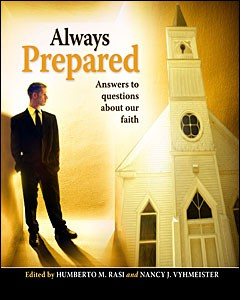 Always
Prepared
Answers to
questions
about our
faith
Edited by HUMBERTO M. RASI and NANCY J. VYHMEISTER